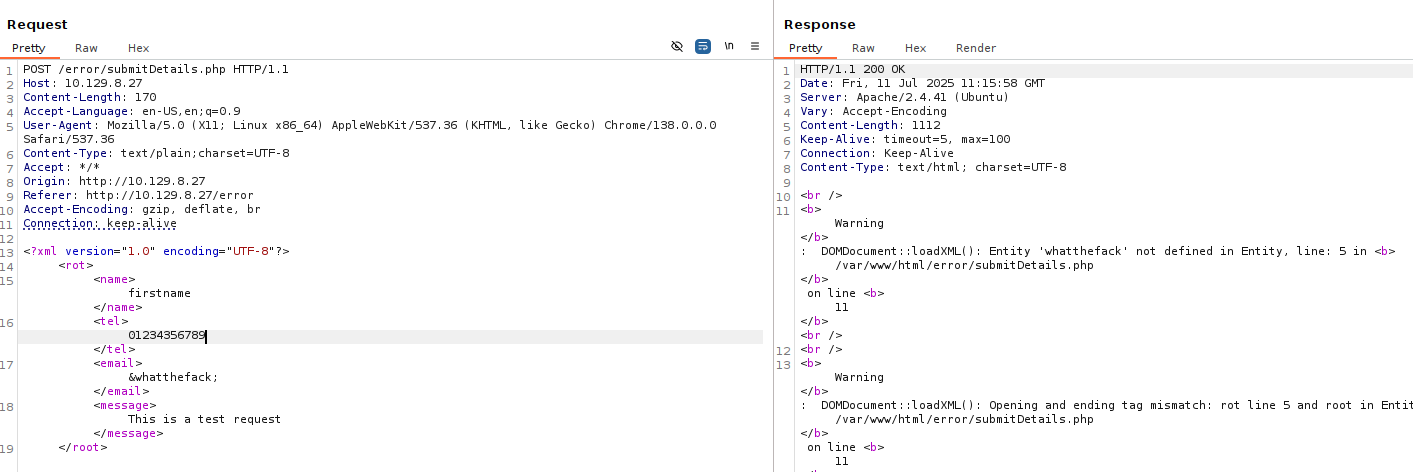 Request
Pretty Raw Hex \n
1 POST /error/submitDetails.php HTTP/1.1
2 Host: 10.129.8.27
3 Content-Length: 170
4 Accept-Language: en-US,en;q=0.9
5 User-Agent: Mozilla/5.0 (X11; Linux x86_64) AppleWebKit/537.36 (KHTML, like Gecko) Chrome/138.0.0.0
Safari/537.36
6 Content-Type: text/plain;charset=UTF-8
7 Accept: */*
8 Origin: http://10.129.8.27
9 Referer: http://10.129.8.27/error
10 Accept-Encoding: gzip, deflate, br
11 Connection: keep-alive
12
13 <?xml version="1.0" encoding="UTF-8"?>
14 <rot>
15 <name>
firstname
</name>
16 <tel>
01234356789
</tel>
17 <email>
&whatthefack;
</email>
18 <message>
This is a test request
</message>
19 </root>
Response
Pretty Raw Hex Render
1 HTTP/1.1 200 OK
2 Date: Fri, 11 Jul 2025 11:15:58 GMT
3 Server: Apache/2.4.41 (Ubuntu)
4 Vary: Accept-Encoding
5 Content-Length: 1112
6 Keep-Alive: timeout=5, max=100
7 Connection: Keep-Alive
8 Content-Type: text/html; charset=UTF-8
9
10 <br />
11 <b>
Warning
</b>
: DOMDocument::loadXML(): Entity 'whatthefack' not defined in Entity, line: 5 in <b>
/var/www/html/error/submitDetails.php
</b>
on line <b>
11
</b>
<br />
12 <br />
13 <b>
Warning
</b>
: DOMDocument::loadXML(): Opening and ending tag mismatch: rot line 5 and root in Entit
/var/www/html/error/submitDetails.php
</b>
on line <b>
11